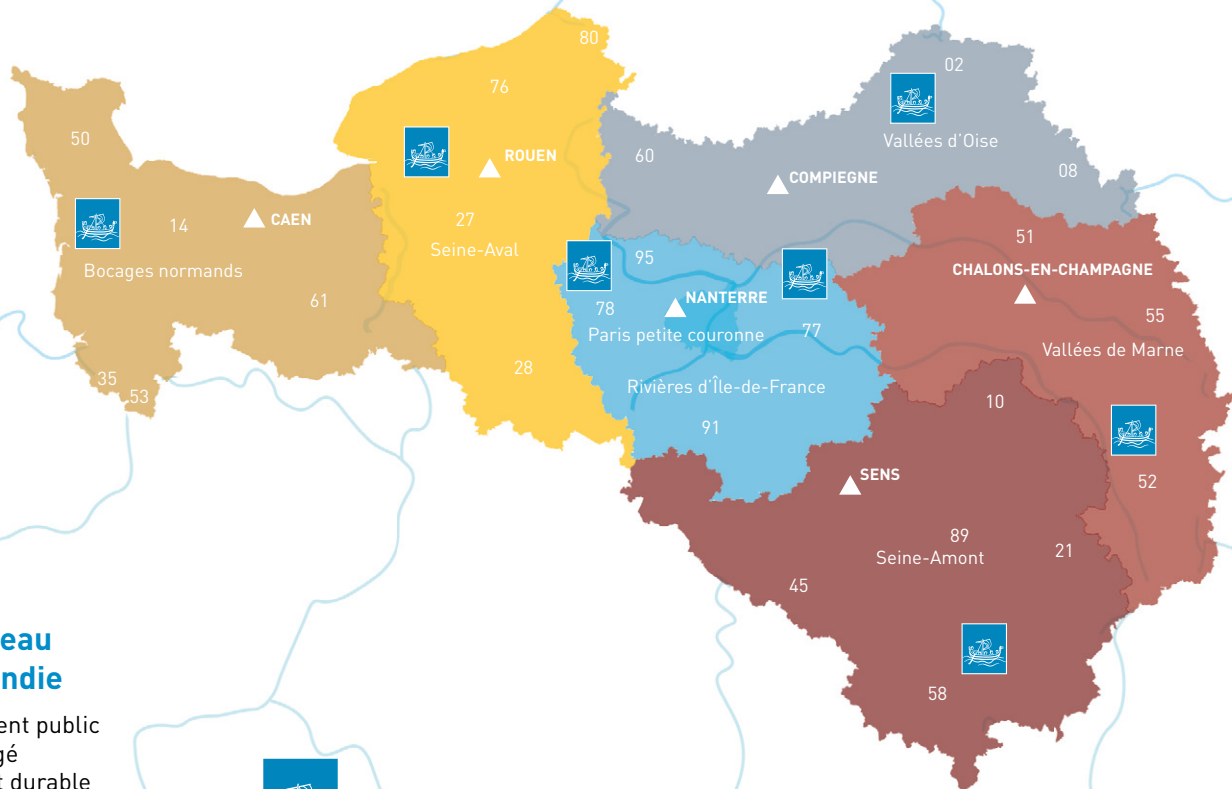 80
02
76
50
Vallées d'Oise
60
ROUEN
08
COMPIEGNE
27
14
CAEN
51
Seine-Aval
95
Bocages normands
CHALONS-EN-CHAMPAGNE
61
78
NANTERRE
55
Paris petite couronne
77
Vallées de Marne
28
35
53
Rivières d'Île-de-France
10
91
SENS
52
89
21
Seine-Amont
45
58
eau
ndie
ent public
gé
t durable